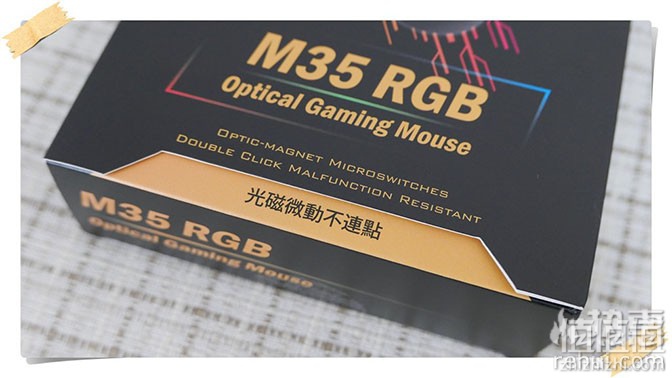 M35 RGB
Optical Gaming Mouse
OPTIC-MAGNET MICROSWITCHES
DOUBLE CLICK MALFUNCTION RESISTANT
光磁微動不連點
M35 RGB
Optical Gaming Mouse